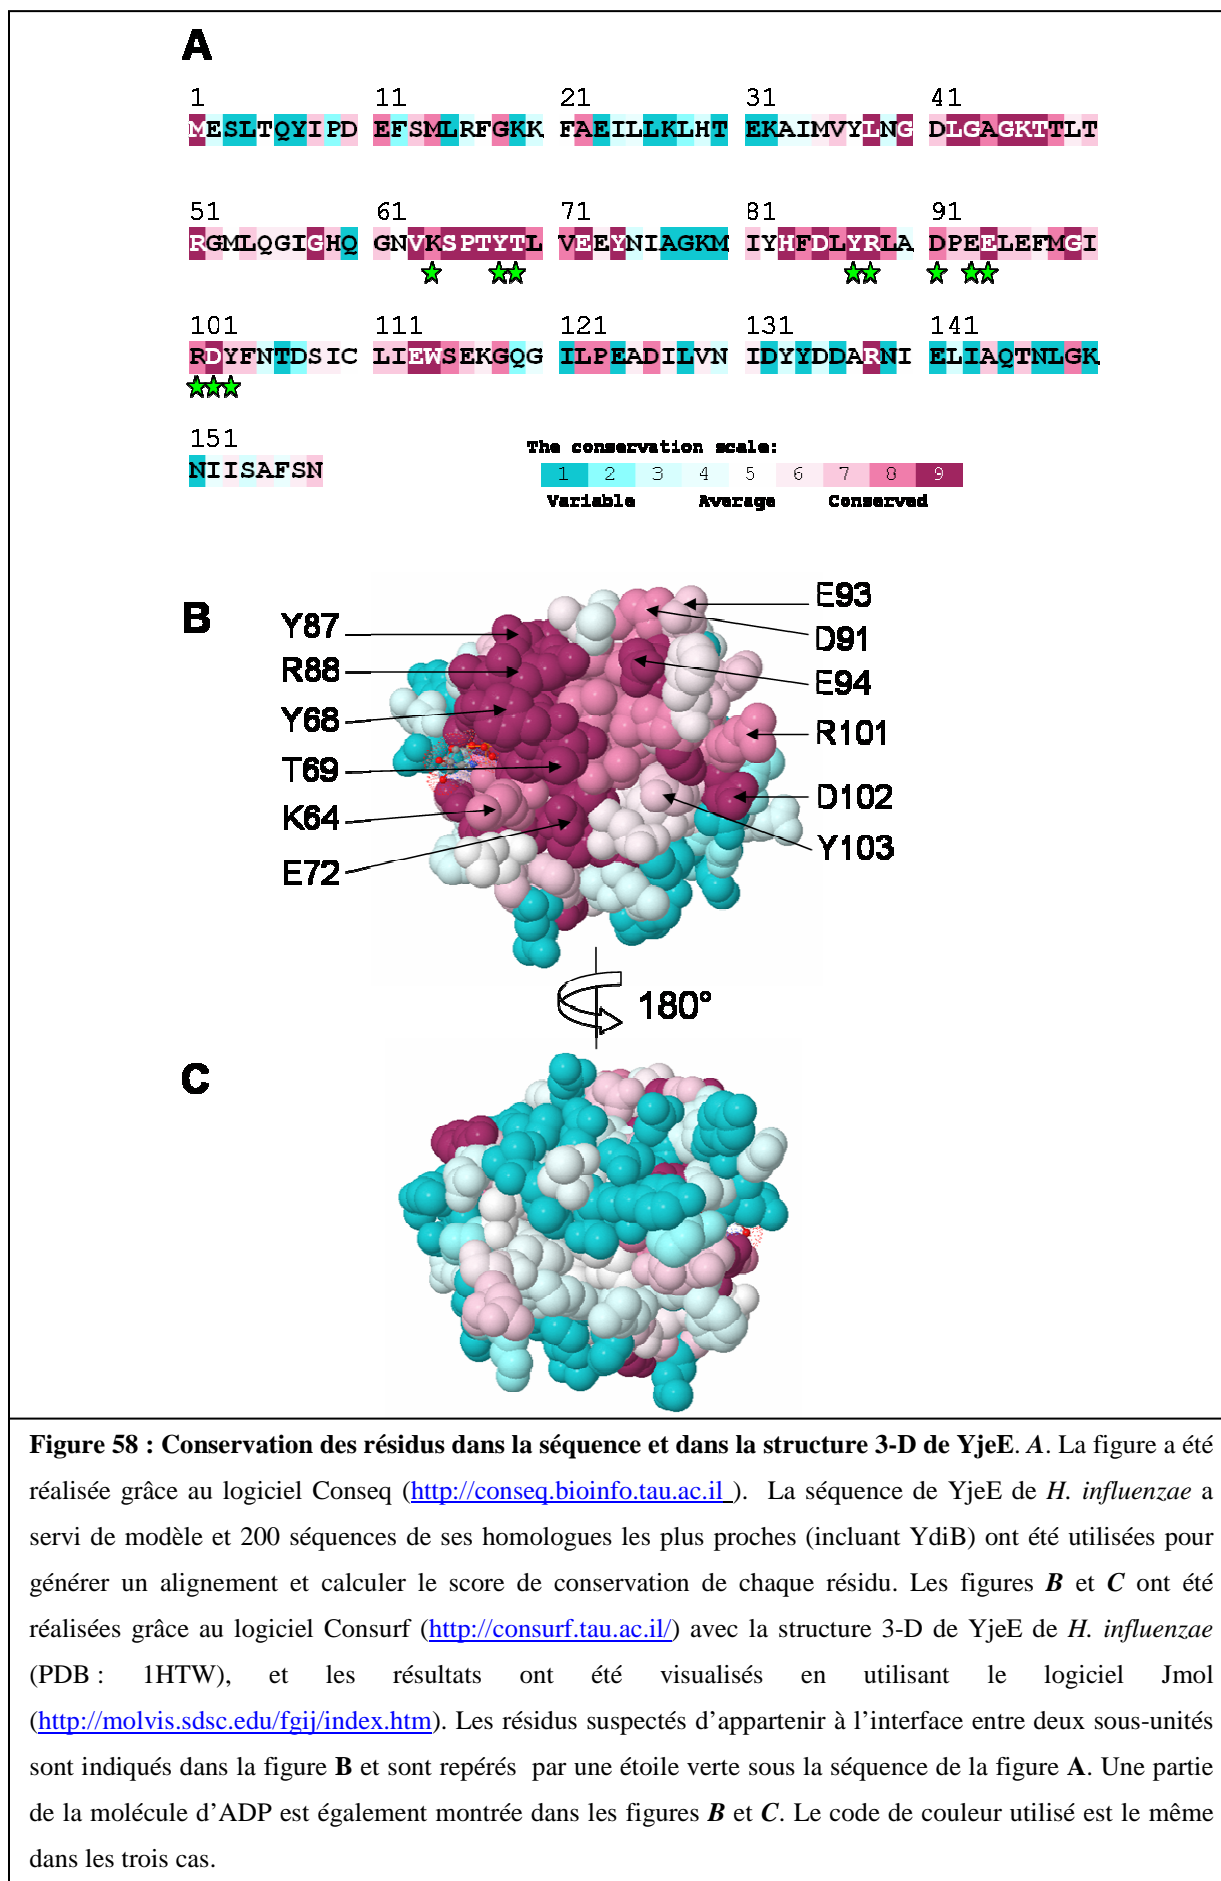 A
1 11 21 31 41
MESLTQYIPD EFSMLRFGKK FAEILLKLHT EKAIMVYLNG DLGAGKTTLT
51 61 71 81 91
RGMLQGIGHQ GNVKSPTYTL VEEYNIAGKM IYHFDLYRLA DPEELEFMGI
101 111 121 131 141
RDYFNTDSIC LIEWSEKGQG ILPEADILVN IDYYDDARNI ELIAQTNLGK
151
NIISAFSN
The conservation scale:
1 2 3 4 5 6 7 8 9
Variable Average Conserved
B
Y87
R88
Y68
T69
K64
E72
E93
D91
E94
R101
D102
Y103
180°
C
Figure 58 : Conservation des résidus dans la séquence et dans la structure 3-D de YjeE. A. La figure a été
réalisée grâce au logiciel Conseq (http://conseq.bioinfo.tau.ac.il ). La séquence de YjeE de H. influenzae a
servi de modèle et 200 séquences de ses homologues les plus proches (incluant YdiB) ont été utilisées pour
générer un alignement et calculer le score de conservation de chaque résidu. Les figures B et C ont été
réalisées grâce au logiciel Consurf (http://consurf.tau.ac.il/) avec la structure 3-D de YjeE de H. influenzae
(PDB : 1HTW), et les résultats ont été visualisés en utilisant le logiciel Jmol
(http://molvis.sdsc.edu/fgij/index.htm). Les résidus suspectés d'appartenir à l'interface entre deux sous-unités
sont indiqués dans la figure B et sont repérés par une étoile verte sous la séquence de la figure A. Une partie
de la molécule d'ADP est également montrée dans les figures B et C. Le code de couleur utilisé est le même
dans les trois cas.